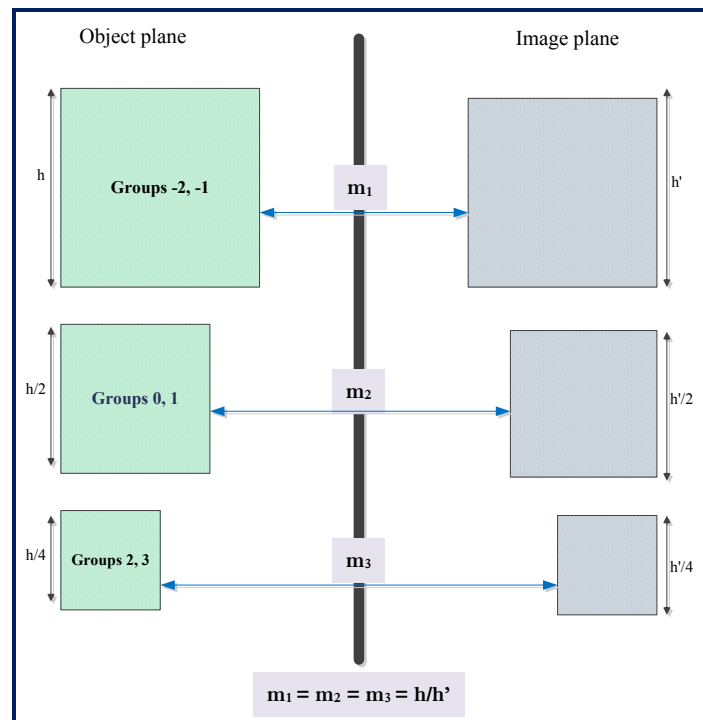 Object plane
Image plane
h
Groups -2, -1
m₁
h'
h/2
Groups 0, 1
m₂
h'/2
h/4
Groups 2, 3
m₃
h'/4
m₁ = m₂ = m₃ = h/h’